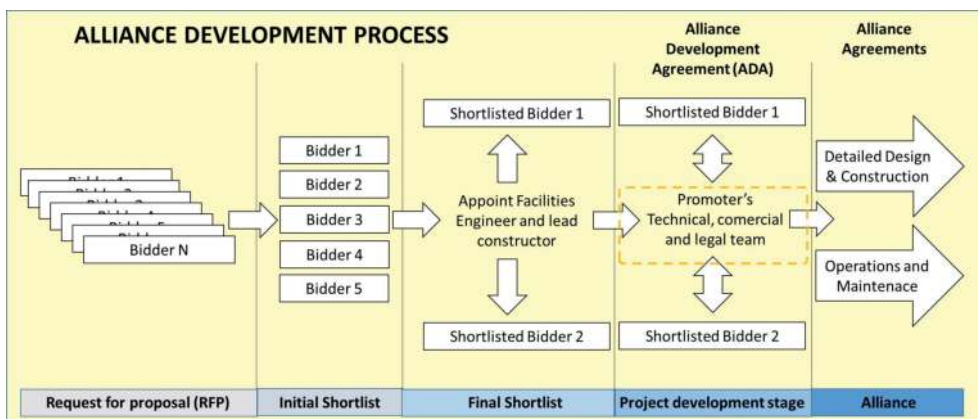 ALLIANCE DEVELOPMENT PROCESS
Alliance
Development
Agreement (ADA)
Alliance
Agreements
Bidder 1
Bidder N
Bidder 1
Bidder 2
Bidder 3
Bidder 4
Bidder 5
Shortlisted Bidder 1
Appoint Facilities
Engineer and lead
constructor
Shortlisted Bidder 2
Shortlisted Bidder 1
Promoter's
Technical, comercial
and legal team
Shortlisted Bidder 2
Detailed Design
& Construction
Operations and
Maintenace
Request for proposal (RFP)
Initial Shortlist
Final Shortlist
Project development stage
Alliance